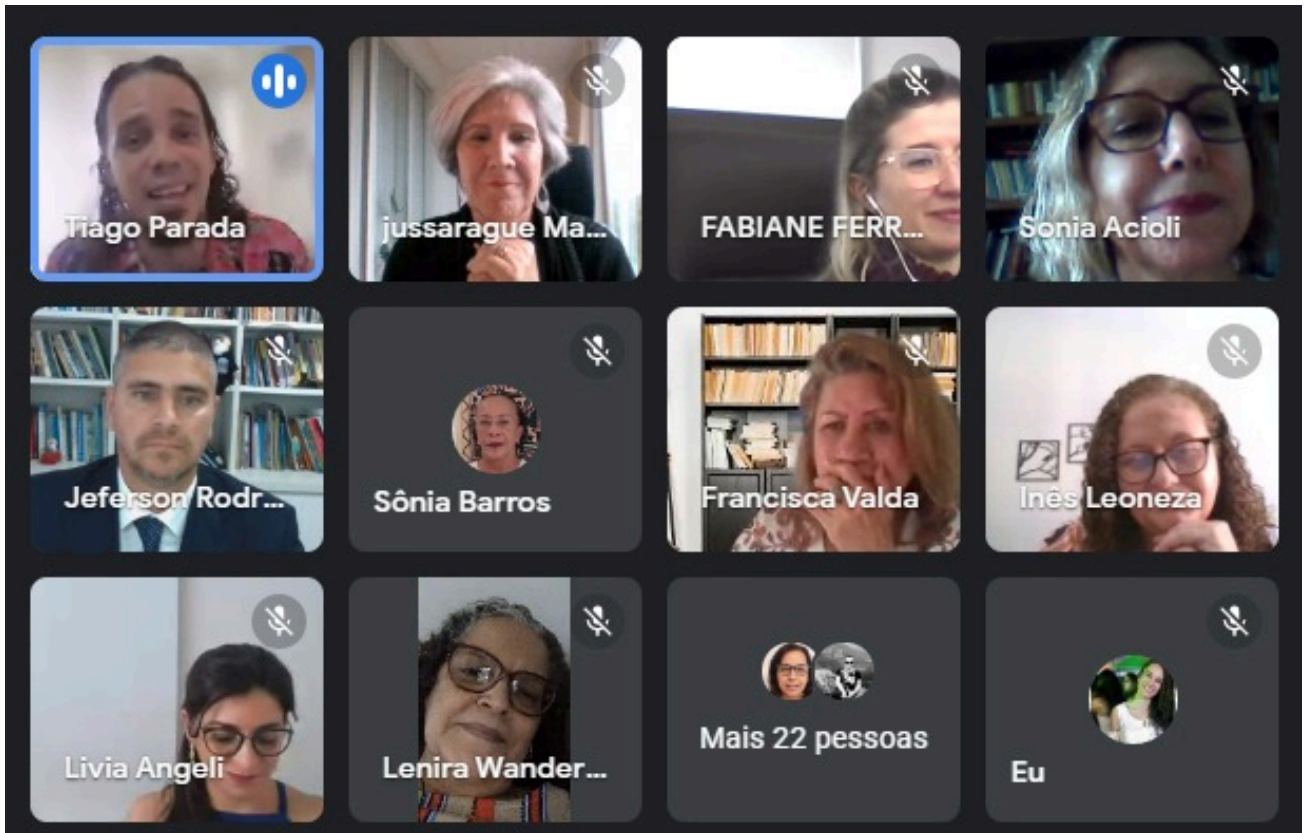 Tiago Parada
jussarague Ma...
FABIANE FERR...
Sonia Acioli
Jeferson Rodr...
Sônia Barros
Francisca Valda
Inês Leoneza
Livia Angeli
Lenira Wander...
Mais 22 pessoas
Eu